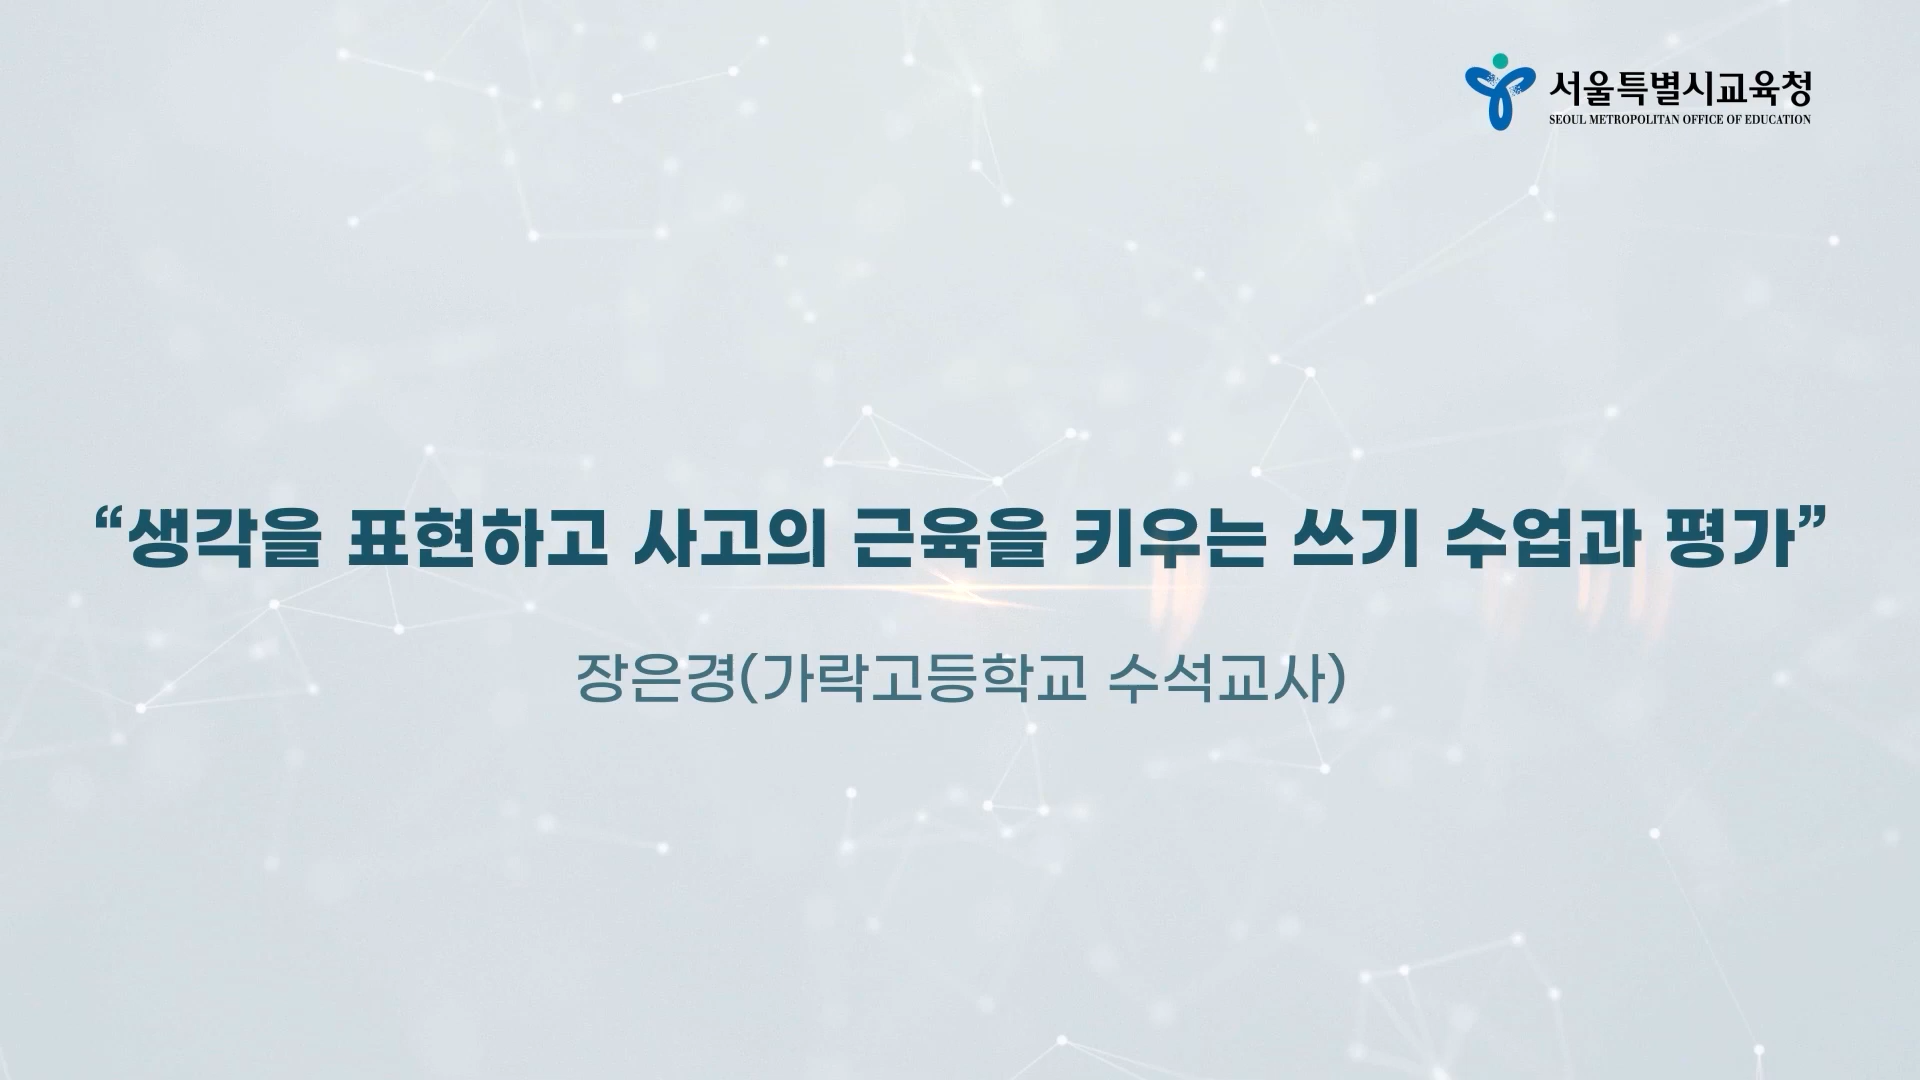 서울특별시교육청
SEOUL METROPOLITAN OFFICE OF EDUCATION
“생각을 표현하고 사고의 근육을 키우는 쓰기 수업과 평가”
장은경(가락고등학교 수석교사)